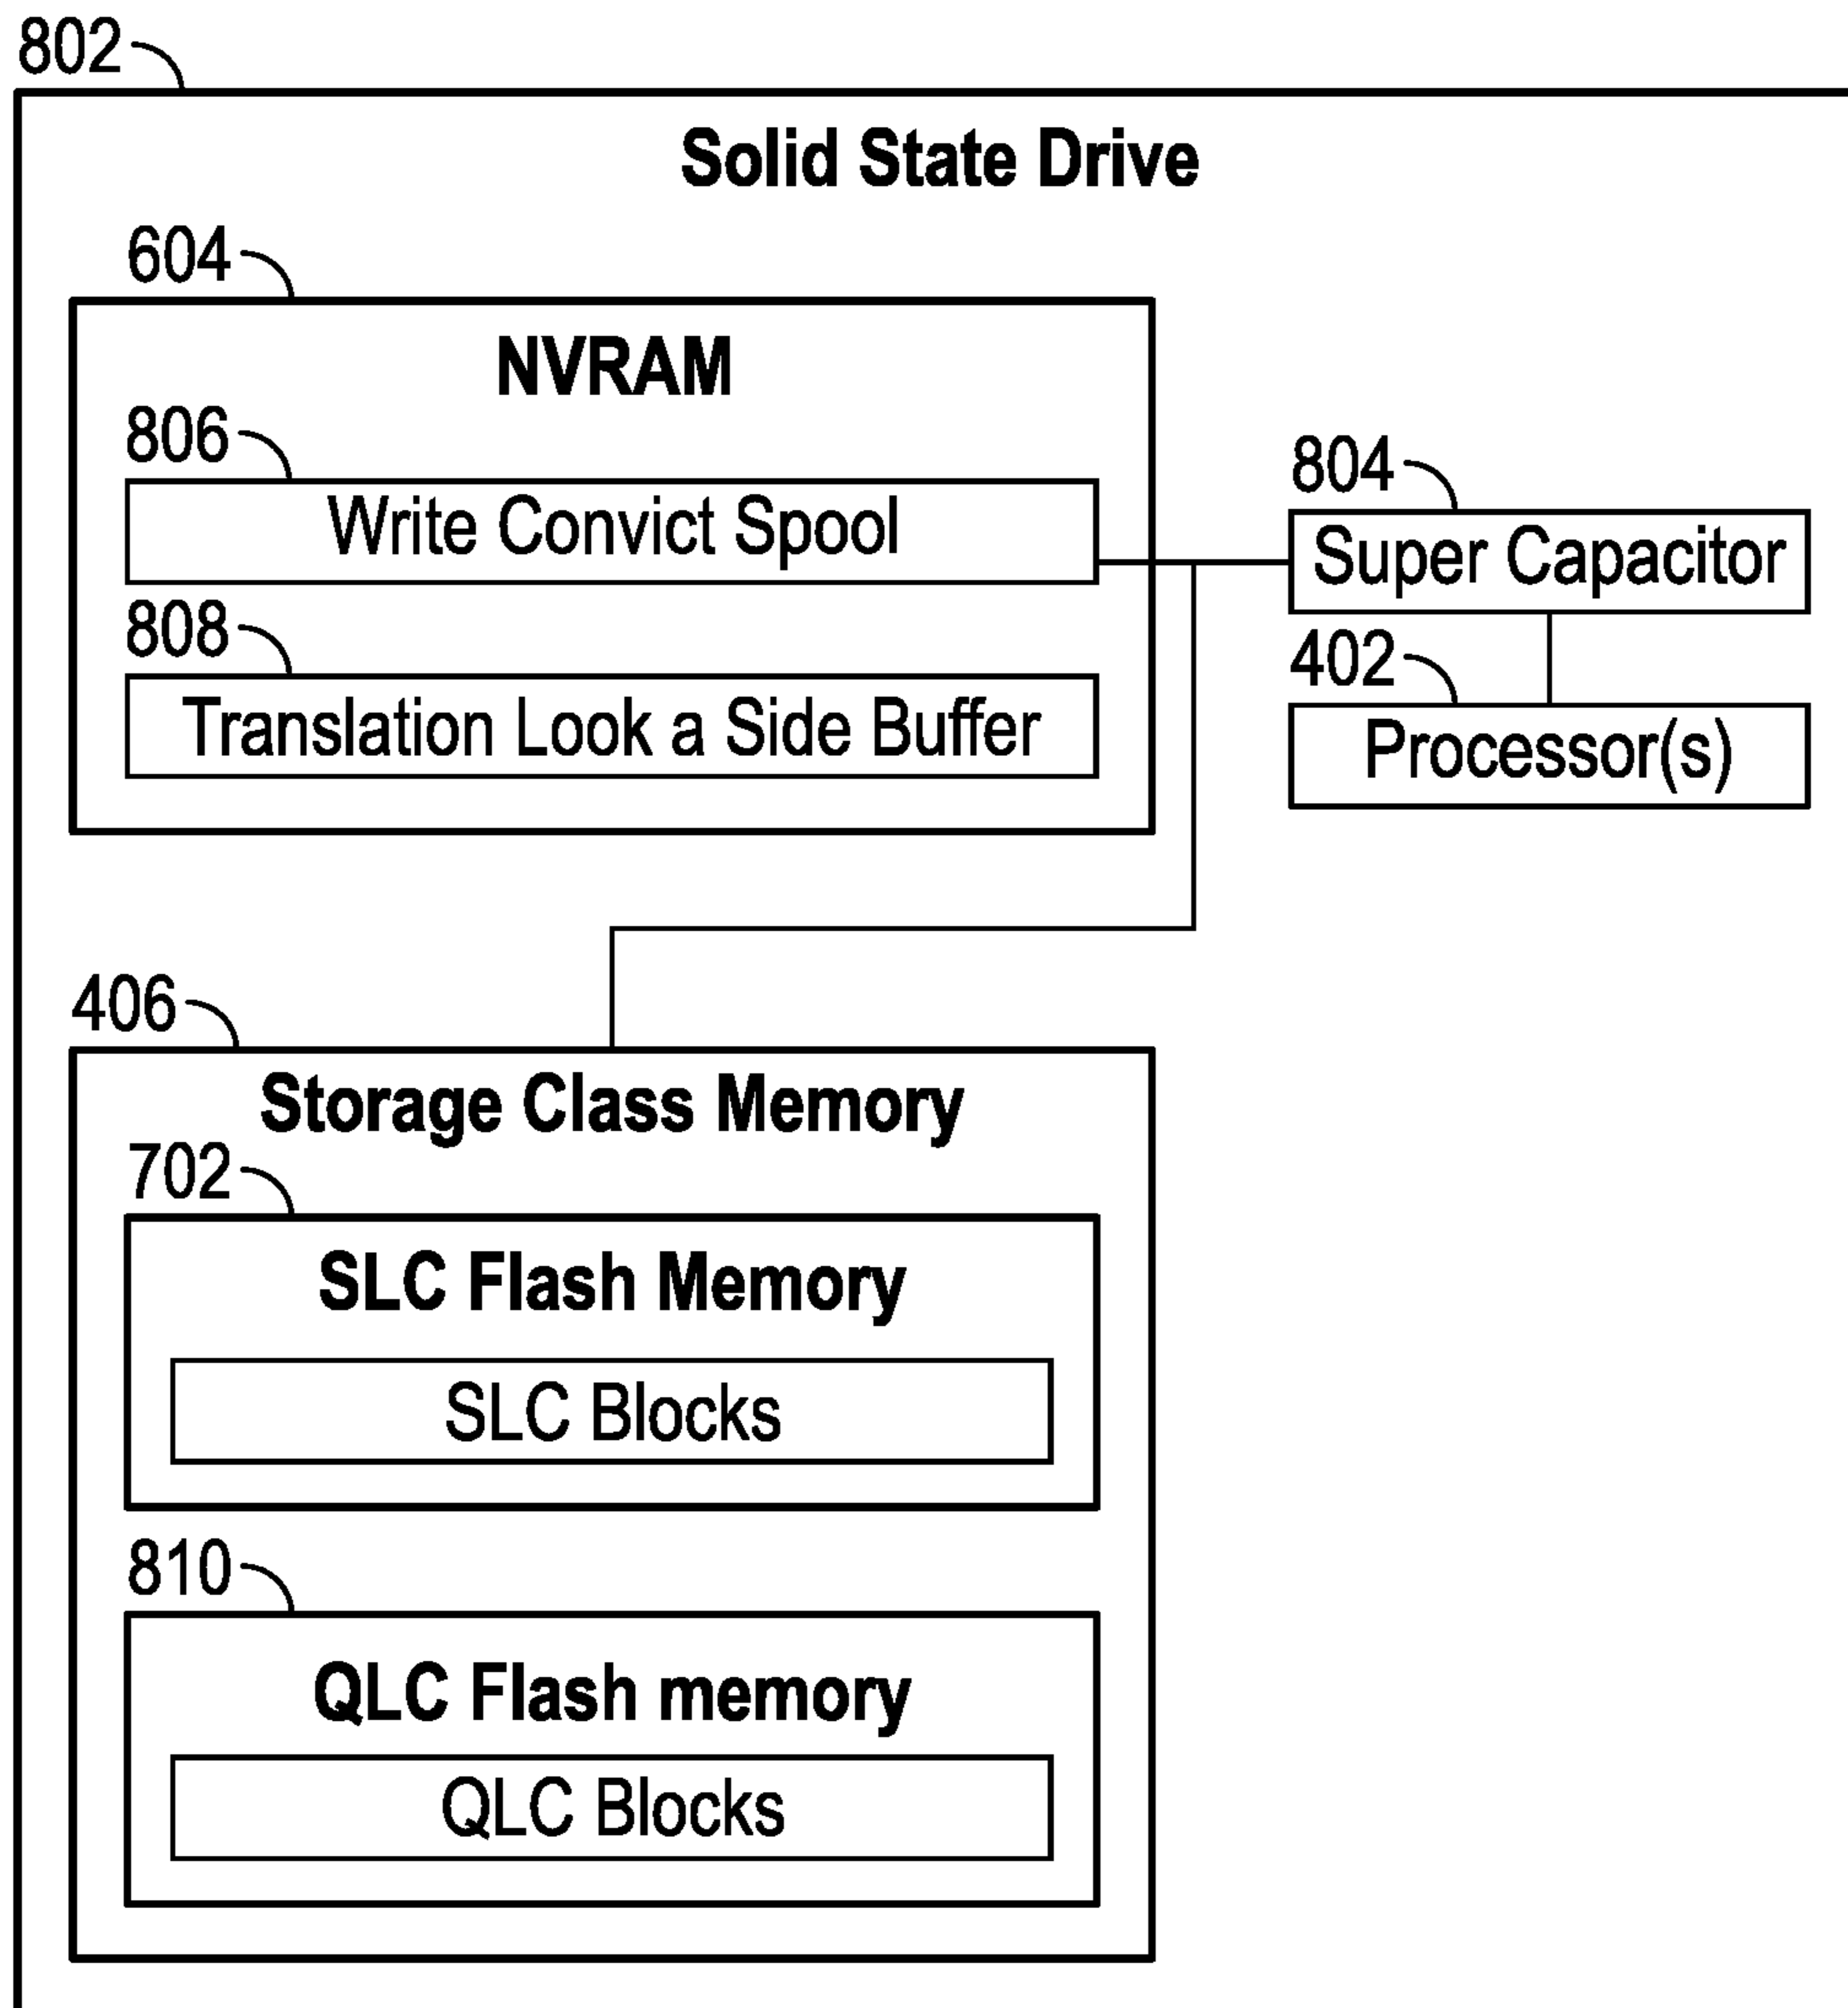 802
Solid State Drive
604
NVRAM
806
Write Convict Spool
804
Super Capacitor
808
Translation Look a Side Buffer
402
Processor(s)
406
Storage Class Memory
702
SLC Flash Memory
SLC Blocks
810
QLC Flash memory
QLC Blocks